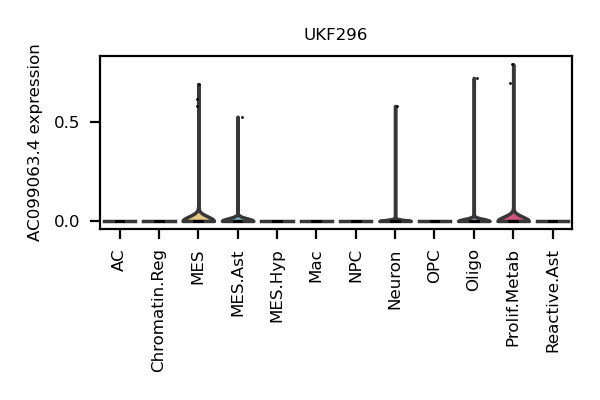 UKF296
AC099063.4 expression
0.5
0.0
AC
Chromatin.Reg
MES
MES.Ast
MES.Hyp
Mac
NPC
Neuron
OPC
Oligo
Prolif.Metab
Reactive.Ast